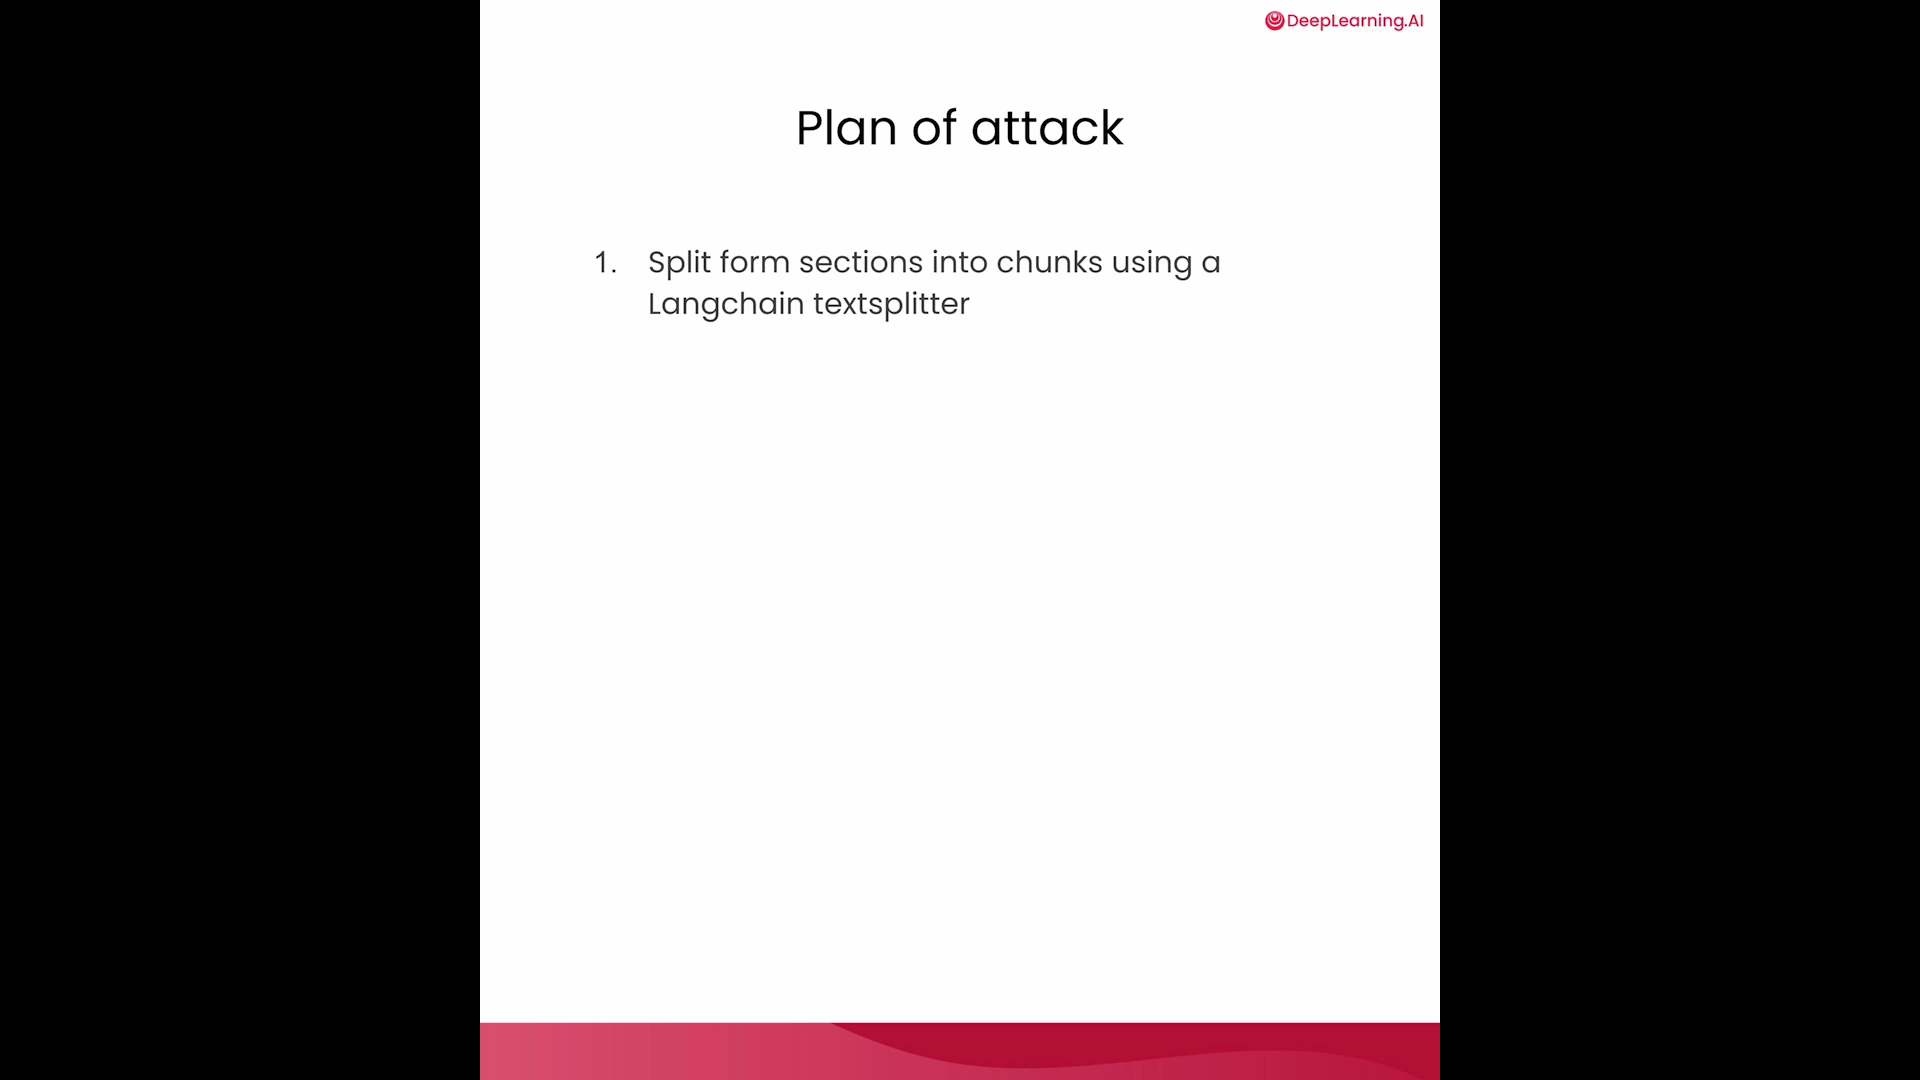 DeepLearning.AI
Plan of attack
1. Split form sections into chunks using a
Langchain textsplitter